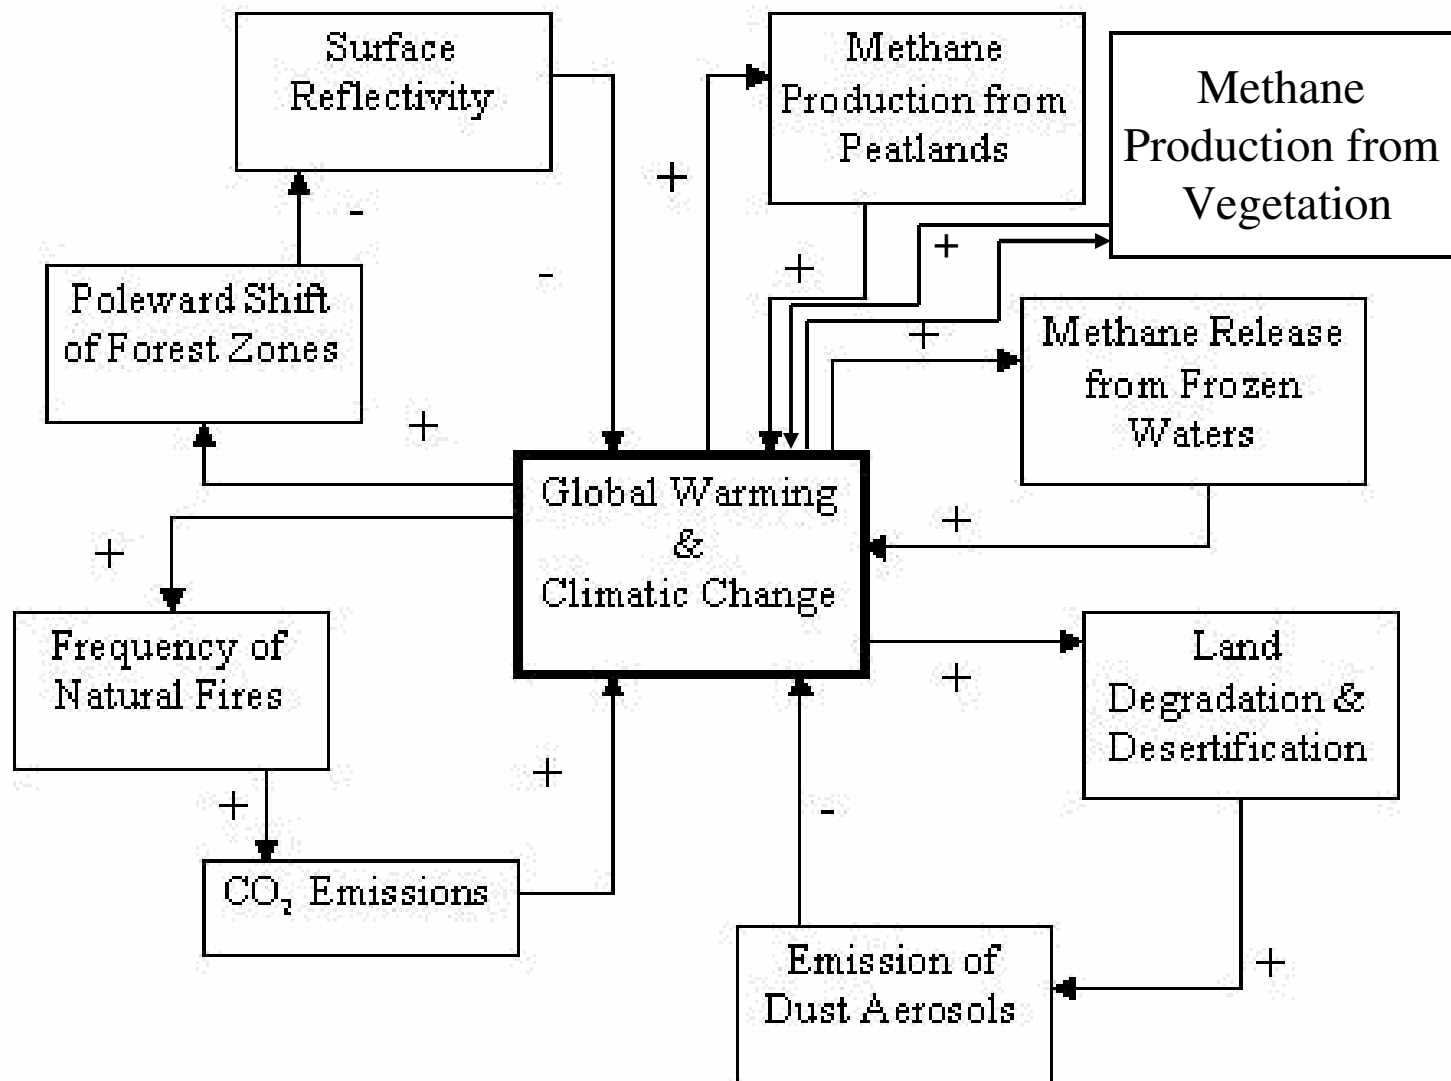 Surface
Reflectivity
Methane
Production from
Peatlands
Methane
Production from
Vegetation
+
-
+
+
-
Poleward Shift
of Forest Zones
+
Methane Release
from Frozen
Waters
+
Global Warming
&
Climatic Change
+
+
Frequency of
Natural Fires
Land
Degradation &
Desertification
+
+
+
-
CO₂ Emissions
Emission of
Dust Aerosols
+